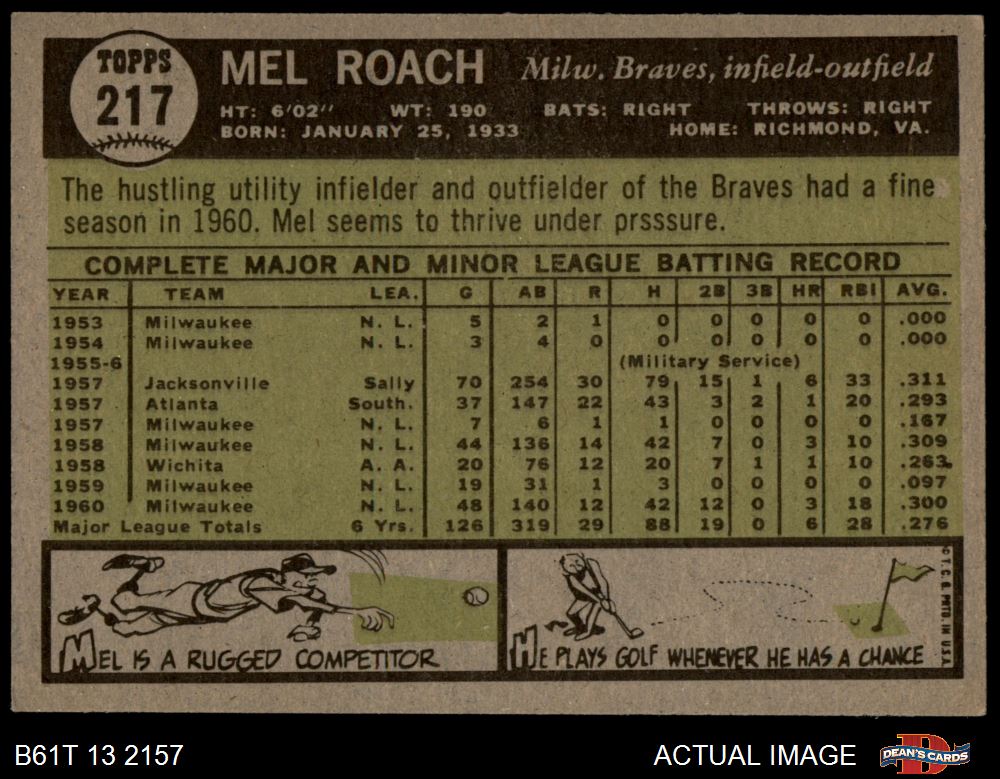 TOPPS
217
MEL ROACH Milw. Braves, infield-outfield
HT: 6'02" WT: 190 BATS: RIGHT THROWS: RIGHT
BORN: JANUARY 25, 1933 HOME: RICHMOND, VA.
The hustling utility infielder and outfielder of the Braves had a fine
season in 1960. Mel seems to thrive under prsssure.
COMPLETE MAJOR AND MINOR LEAGUE BATTING RECORD
YEAR TEAM LEA. G AB R H 2B 3B HR RBI AVG.
1953 Milwaukee N. L. 5 2 1 0 0 0 0 0 .000
1954 Milwaukee N. L. 3 4 0 0 0 0 0 0 .000
1955-6 (Military Service)
1957 Jacksonville Sally 70 254 30 79 15 1 6 33 .311
1957 Atlanta South. 37 147 22 43 3 2 1 20 .293
1957 Milwaukee N. L. 7 6 1 1 0 0 0 0 .167
1958 Milwaukee N. L. 44 136 14 42 7 0 3 10 .309
1958 Wichita A. A. 20 76 12 20 7 1 1 10 .263
1959 Milwaukee N. L. 19 31 1 3 0 0 0 0 .097
1960 Milwaukee N. L. 48 140 12 42 12 0 3 18 .300
Major League Totals 6 Yrs. 126 319 29 88 19 0 6 28 .276
MEL IS A RUGGED COMPETITOR
HE PLAYS GOLF WHENEVER HE HAS A CHANCE
© T. C. G. PRTD. IN U.S.A.
B61T 13 2157 ACTUAL IMAGE DEAN'S CARDS